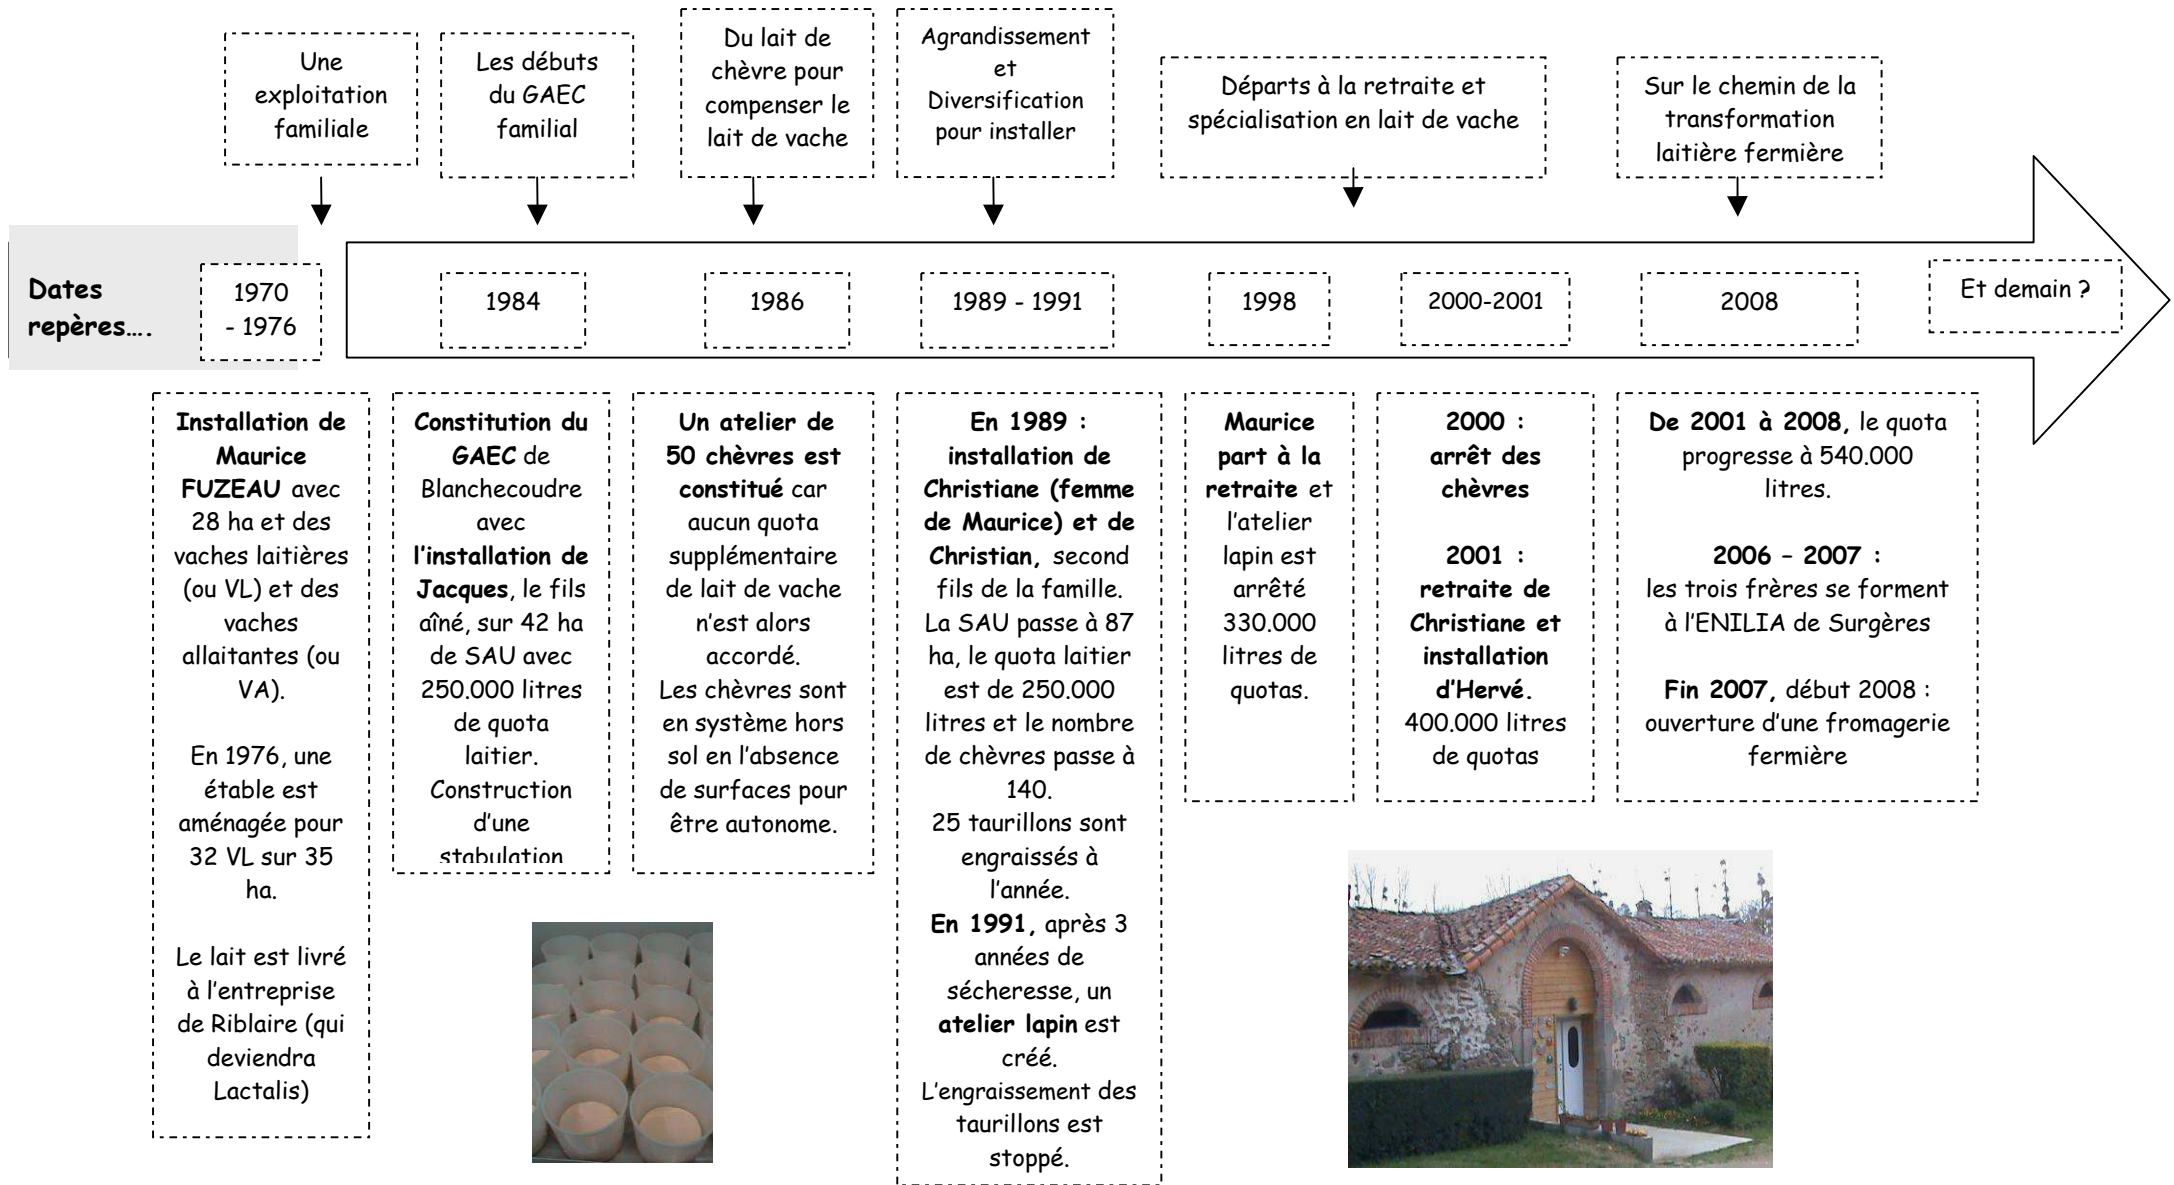 Une
exploitation
familiale
Les débuts
du GAEC
familial
Du lait de
chèvre pour
compenser le
lait de vache
Agrandissement
et
Diversification
pour installer
Départs à la retraite et
spécialisation en lait de vache
Sur le chemin de la
transformation
laitière fermière
Dates
repères….
1970
- 1976
1984
1986
1989 - 1991
1998
2000-2001
2008
Et demain ?
Installation de
Maurice
FUZEAU avec
28 ha et des
vaches laitières
(ou VL) et des
vaches
allaitantes (ou
VA).
En 1976, une
étable est
aménagée pour
32 VL sur 35
ha.
Le lait est livré
à l’entreprise
de Riblaire (qui
deviendra
Lactalis)
Constitution du
GAEC de
Blanchecoudre
avec
l’installation de
Jacques, le fils
aîné, sur 42 ha
de SAU avec
250.000 litres
de quota
laitier.
Construction
d’une
stabulation
Un atelier de
50 chèvres est
constitué car
aucun quota
supplémentaire
de lait de vache
n’est alors
accordé.
Les chèvres sont
en système hors
sol en l’absence
de surfaces pour
être autonome.
En 1989 :
installation de
Christiane (femme
de Maurice) et de
Christian, second
fils de la famille.
La SAU passe à 87
ha, le quota laitier
est de 250.000
litres et le nombre
de chèvres passe à
140.
25 taurillons sont
engraissés à
l’année.
En 1991, après 3
années de
sécheresse, un
atelier lapin est
créé.
L’engraissement des
taurillons est
stoppé.
Maurice
part à la
retraite et
l’atelier
lapin est
arrêté
330.000
litres de
quotas.
2000 :
arrêt des
chèvres
2001 :
retraite de
Christiane et
installation
d’Hervé.
400.000 litres
de quotas
De 2001 à 2008, le quota
progresse à 540.000
litres.
2006 – 2007 :
les trois frères se forment
à l’ENILIA de Surgères
Fin 2007, début 2008 :
ouverture d’une fromagerie
fermière